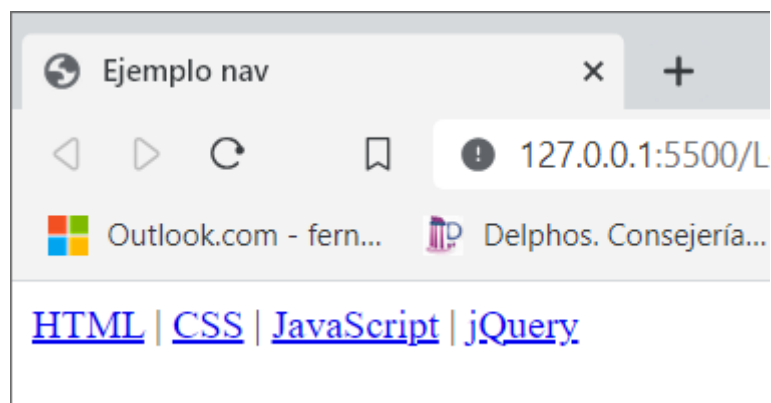 Ejemplo nav
127.0.0.1:5500/L
Outlook.com - fern... Delphos. Consejería...
HTML | CSS | JavaScript | jQuery